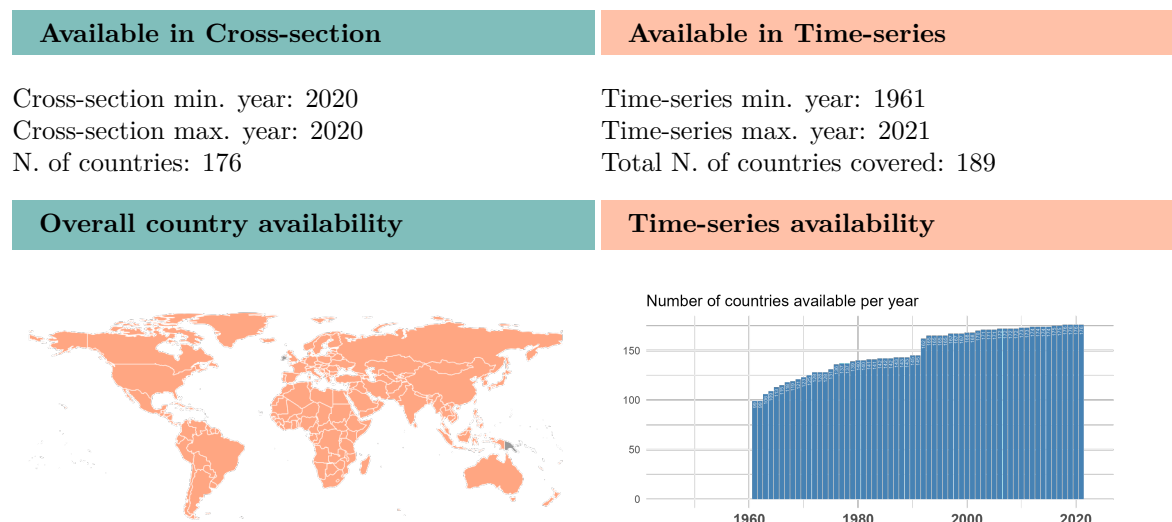 Available in Cross-section
Available in Time-series
Cross-section min. year: 2020
Cross-section max. year: 2020
N. of countries: 176
Time-series min. year: 1961
Time-series max. year: 2021
Total N. of countries covered: 189
Overall country availability
Time-series availability
Number of countries available per year
150
100
50
0
1960
1980
2000
2020